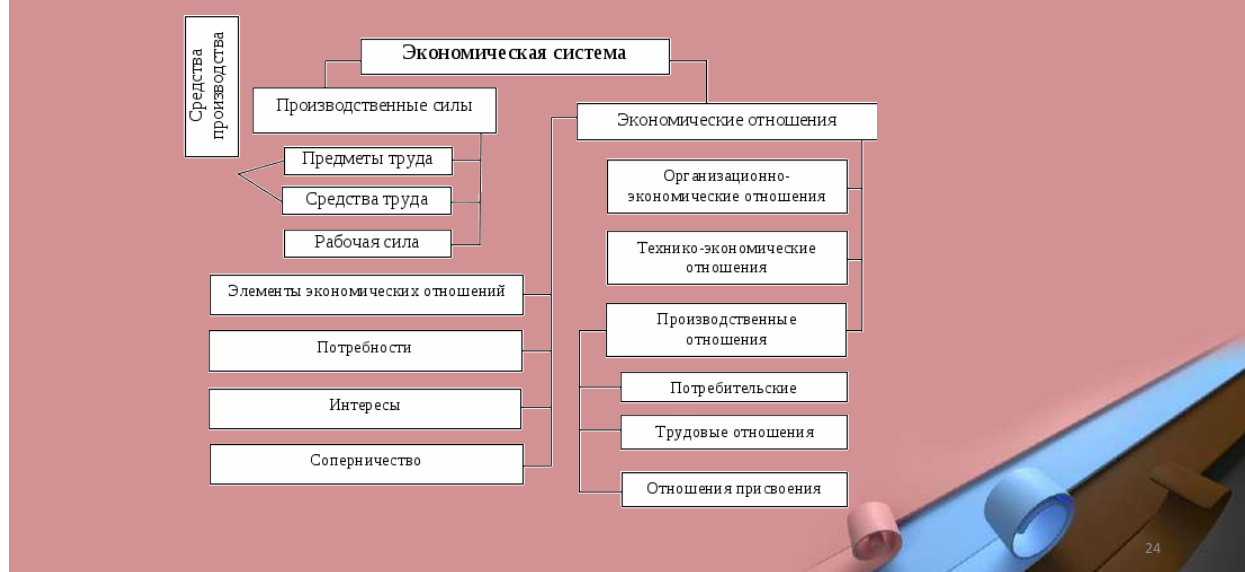 Средства
производства
Экономическая система
Производственные силы
Экономические отношения
Предметы труда
Средства труда
Рабочая сила
Организационно-
экономические отношения
Технико-экономические
отношения
Производственные
отношения
Потребительские
Трудовые отношения
Отношения присвоения
Элементы экономических отношений
Потребности
Интересы
Соперничество
24